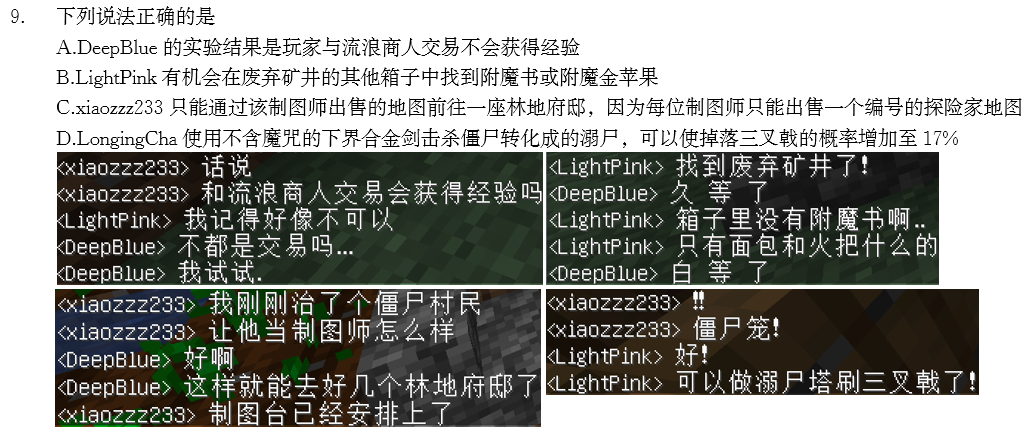 9. 下列说法正确的是
A.DeepBlue 的实验结果是玩家与流浪商人交易不会获得经验
B.LightPink 有机会在废弃矿井的其他箱子中找到附魔书或附魔金苹果
C.xiaozzz233 只能通过该制图师出售的地图前往一座林地府邸，因为每位制图师只能出售一个编号的探险家地图
D.LongingCha 使用不含魔咒的下界合金剑击杀僵尸转化成的溺尸，可以使掉落三叉戟的概率增加至 17%
<xiaozzz233> 话说
<xiaozzz233> 和流浪商人交易会获得经验吗
<LightPink> 我记得好像不可以
<DeepBlue> 不都是交易吗...
<DeepBlue> 我试试.
<LightPink> 找到废弃矿井了!
<DeepBlue> 久 等 了
<LightPink> 箱子里没有附魔书啊..
<LightPink> 只有面包和火把什么的
<DeepBlue> 白 等 了
<xiaozzz233> 我刚刚治了个僵尸村民
<xiaozzz233> 让他当制图师怎么样
<DeepBlue> 好啊
<DeepBlue> 这样就能去好几个林地府邸了
<xiaozzz233> 制图台已经安排上了
<xiaozzz233> !!
<xiaozzz233> 僵尸笼!
<LightPink> 好!
<LightPink> 可以做溺尸塔刷三叉戟了!